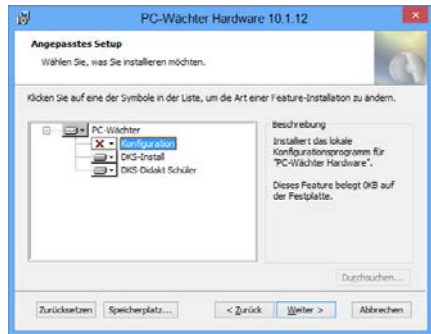 PC-Wächter Hardware 10.1.12
Angepasstes Setup
Wählen Sie, was Sie installieren möchten.
Klicken Sie auf eine der Symbole in der Liste, um die Art einer Feature-Installation zu ändern.
PC-Wächter
Konfiguration
DKS-Install
DKS-Didakt Schüler
Beschreibung
Installiert das lokale
Konfigurationsprogramm für
"PC-Wächter Hardware".
Dieses Feature belegt 0KB auf
der Festplatte.
Durchsuchen...
Zurücksetzen Speicherplatz... < Zurück Weiter > Abbrechen